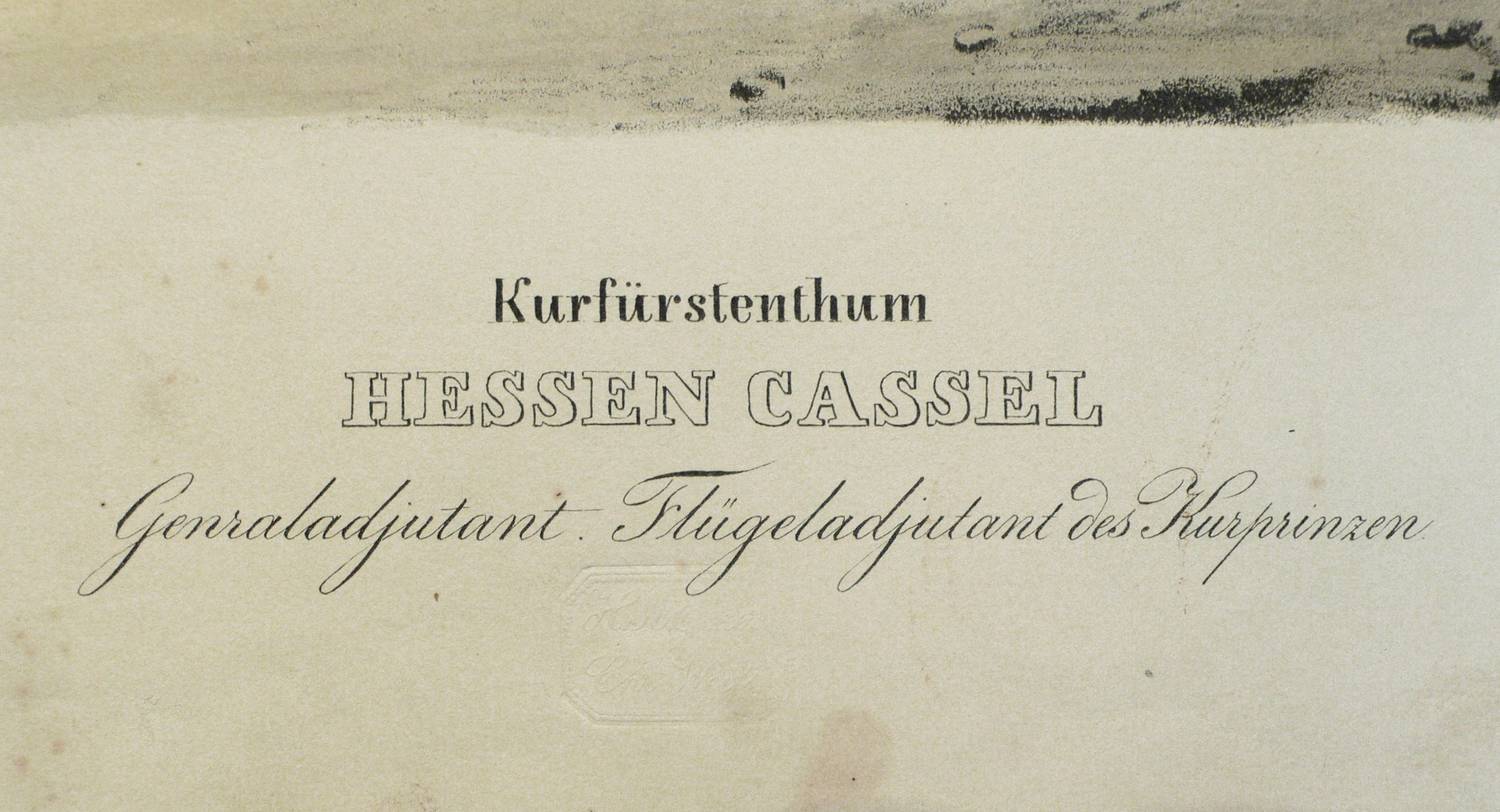 Kurfürstenthum
HESSEN CASSEL
Genraladjutant. Flügeladjutant des Kurprinzen.